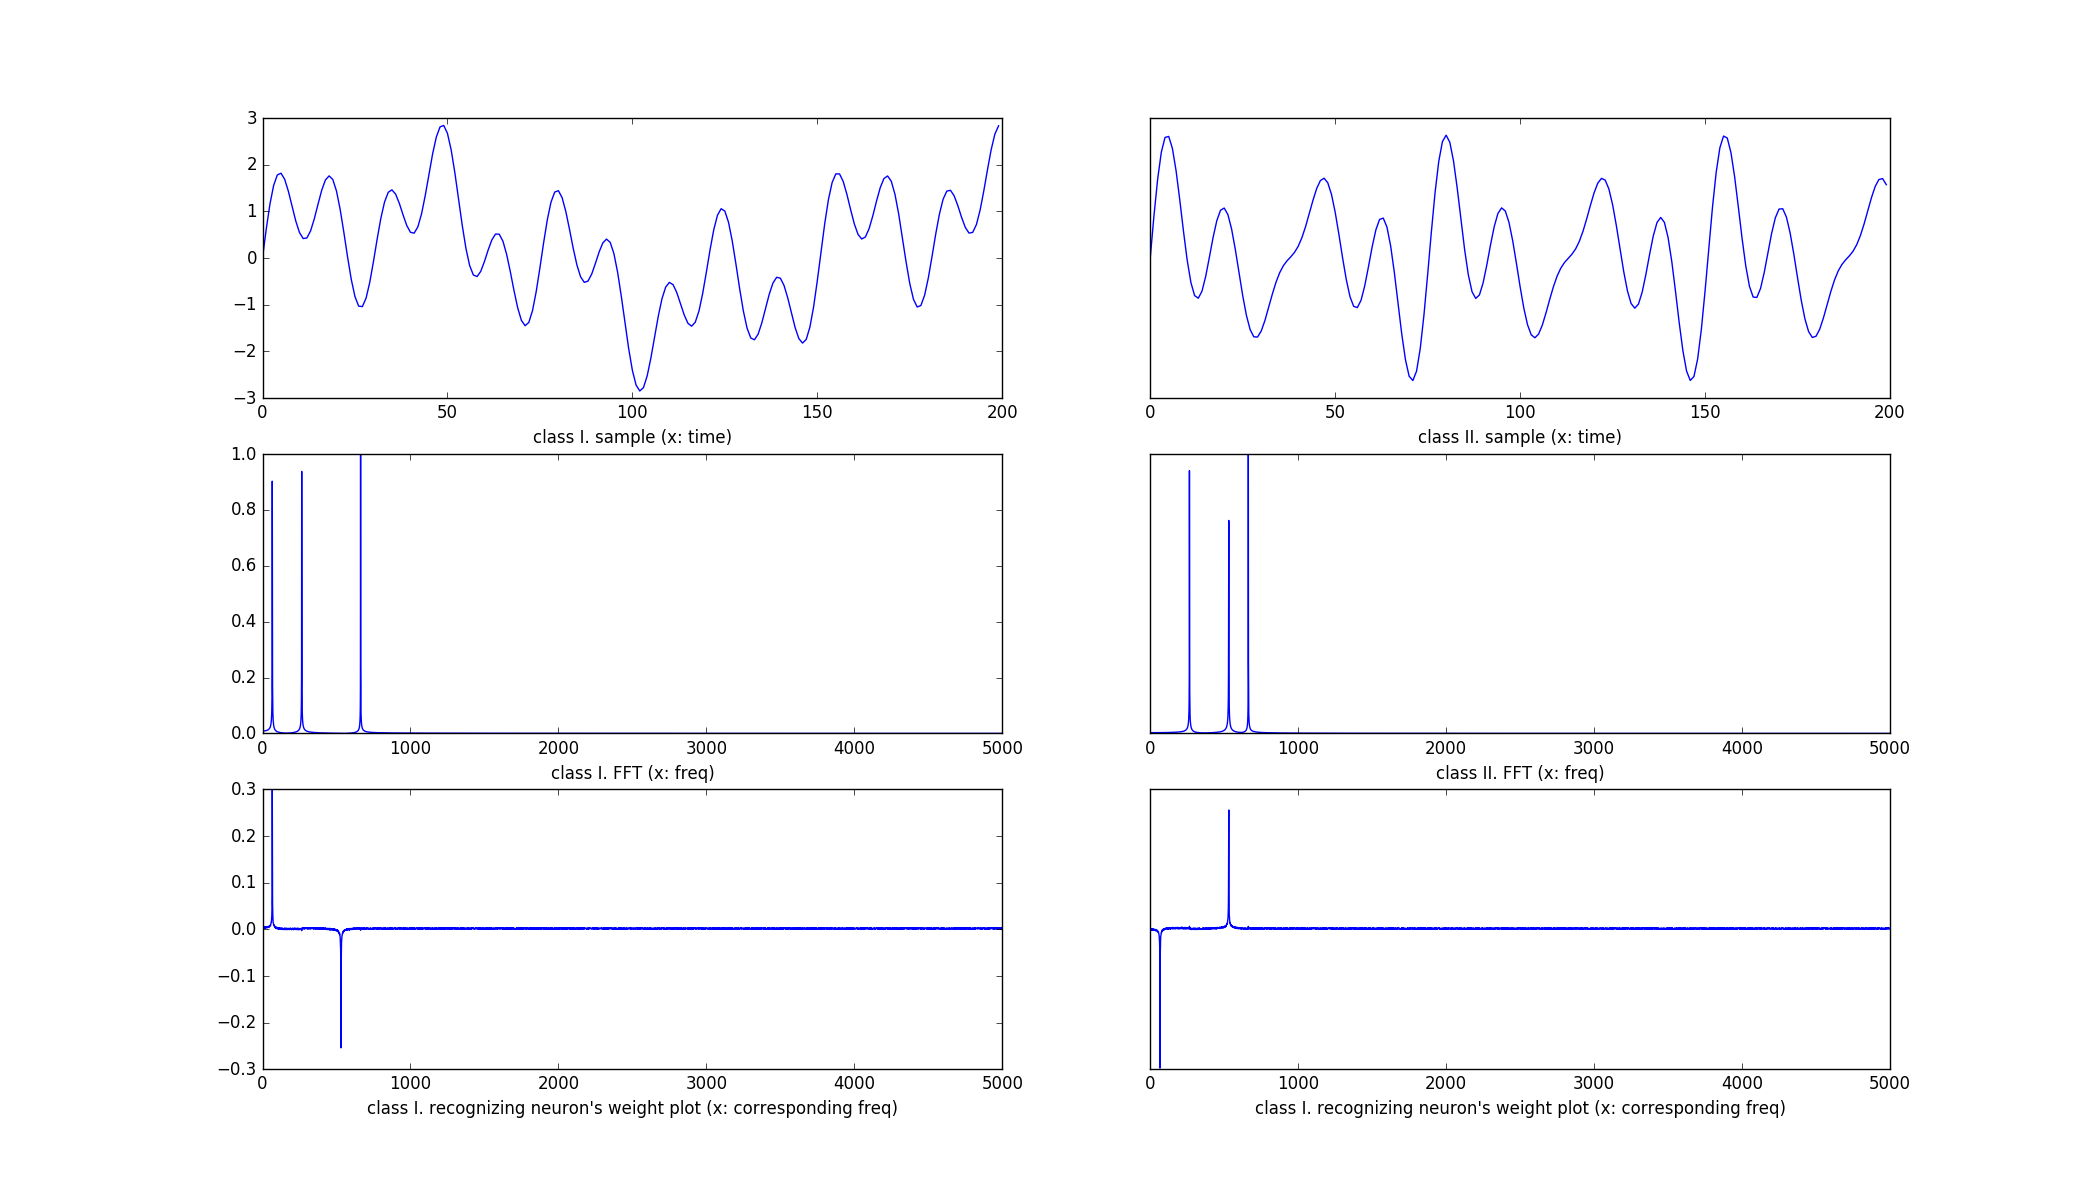 3
2
1
0
−1
−2
−3
0 50 100 150 200
class I. sample (x: time)
0 50 100 150 200
class II. sample (x: time)
1.0
0.8
0.6
0.4
0.2
0.0
0 1000 2000 3000 4000 5000
class I. FFT (x: freq)
0 1000 2000 3000 4000 5000
class II. FFT (x: freq)
0.3
0.2
0.1
0.0
−0.1
−0.2
−0.3
0 1000 2000 3000 4000 5000
class I. recognizing neuron's weight plot (x: corresponding freq)
0 1000 2000 3000 4000 5000
class I. recognizing neuron's weight plot (x: corresponding freq)